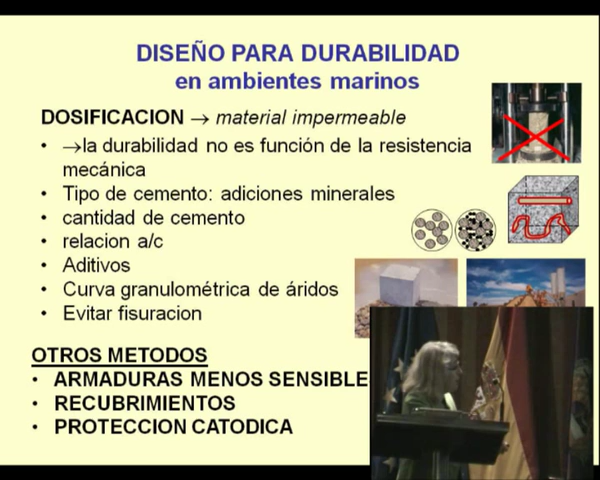 DISEÑO PARA DURABILIDAD
en ambientes marinos
DOSIFICACION → material impermeable
• →la durabilidad no es función de la resistencia
mecánica
• Tipo de cemento: adiciones minerales
• cantidad de cemento
• relacion a/c
• Aditivos
• Curva granulométrica de áridos
• Evitar fisuracion
OTROS METODOS
• ARMADURAS MENOS SENSIBLE
• RECUBRIMIENTOS
• PROTECCION CATODICA